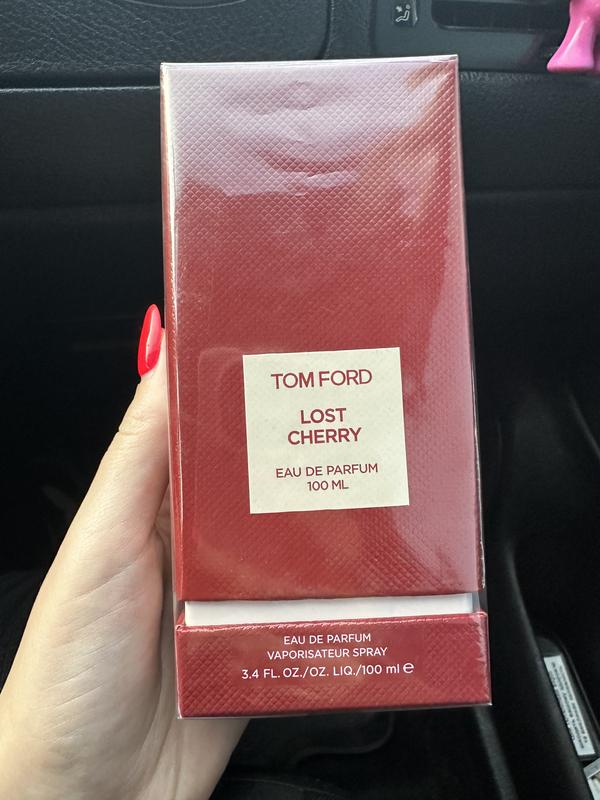 TOM FORD
LOST
CHERRY
EAU DE PARFUM
100 ML
EAU DE PARFUM
VAPORISATEUR SPRAY
3.4 FL. OZ./OZ. LIQ./100 ml ℮